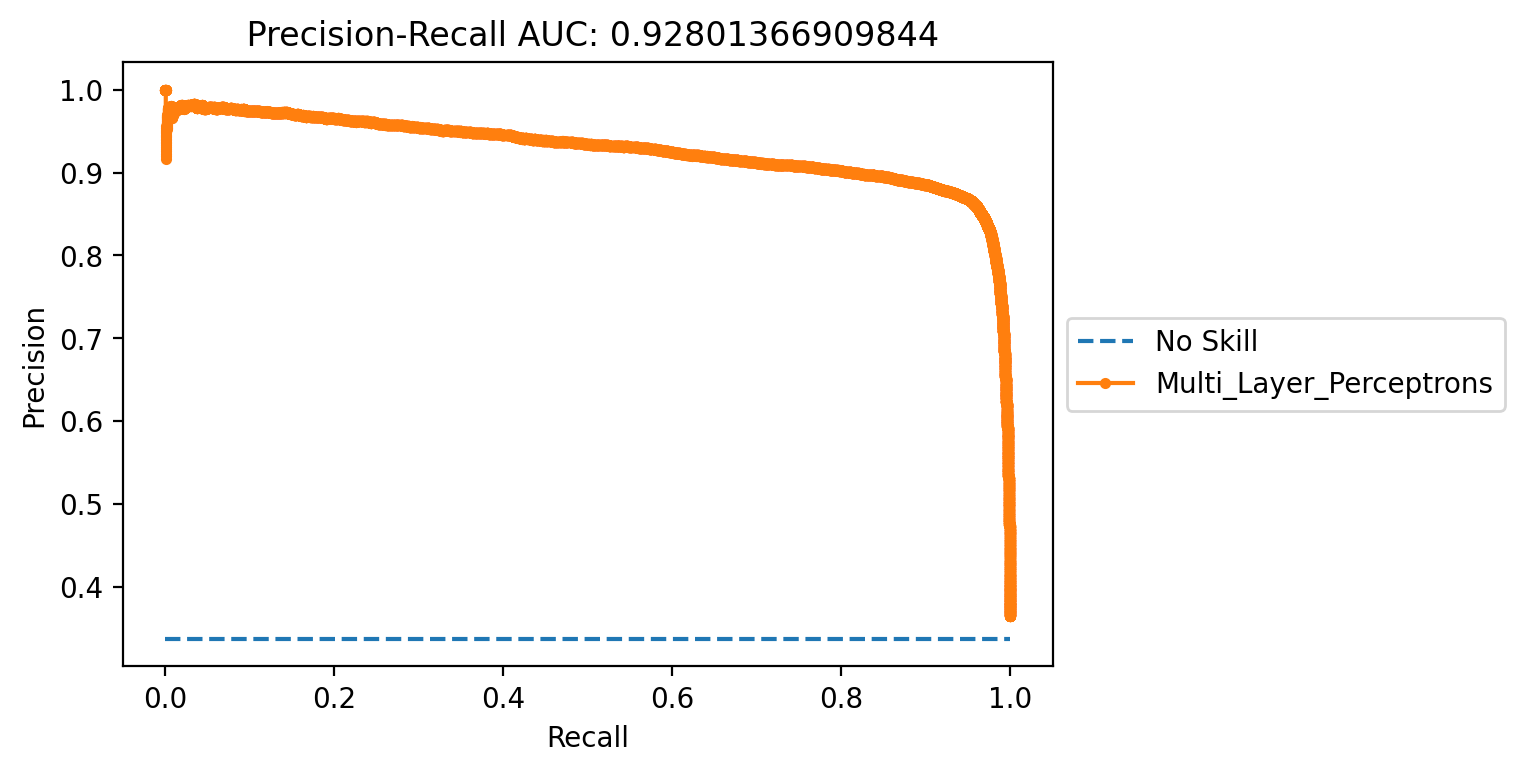 Precision-Recall AUC: 0.92801366909844
1.0
0.9
0.8
0.7
0.6
0.5
0.4
Precision
0.0 0.2 0.4 0.6 0.8 1.0
Recall
No Skill
Multi_Layer_Perceptrons